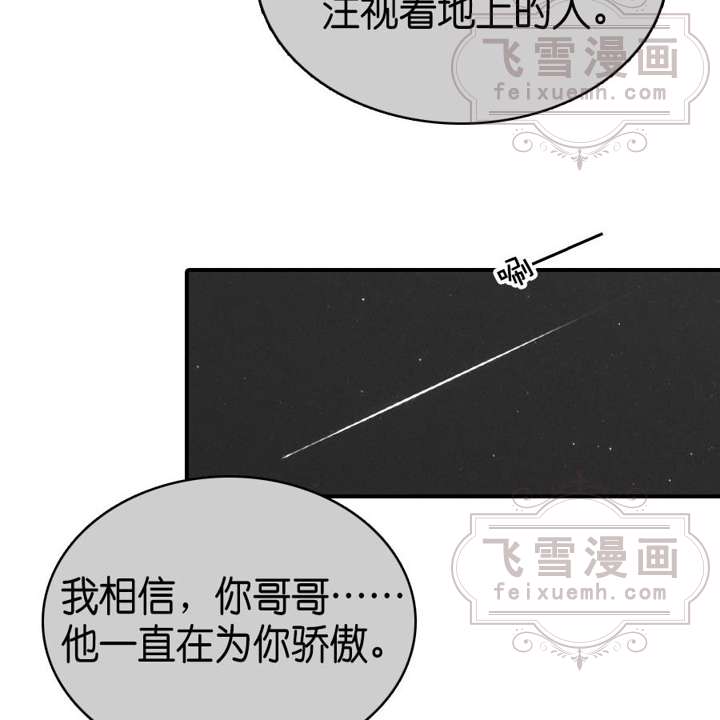 注视着地上的人。
飞雪漫画
feixuemh.com
唰
飞雪漫画
feixuemh.com
我相信，你哥哥……
他一直在为你骄傲。